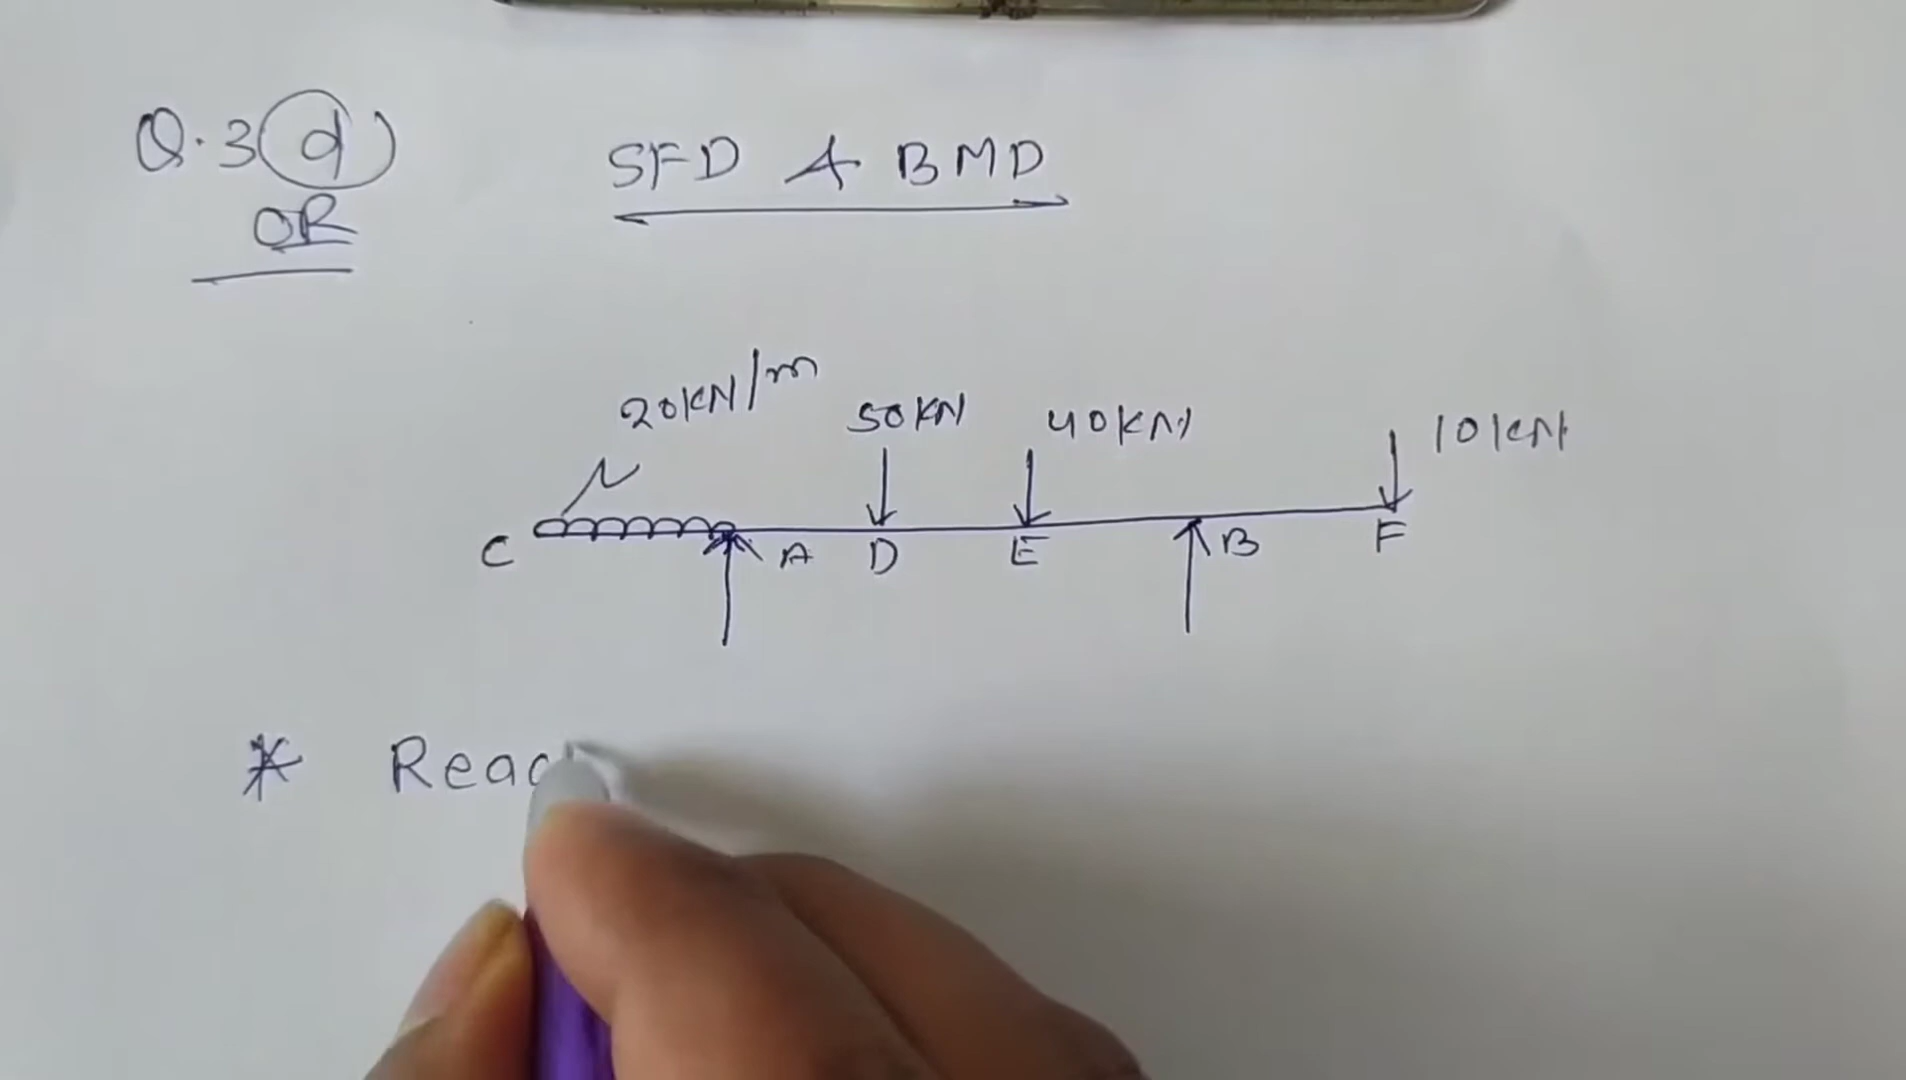 Q.3(d) SFD & BMD
OR
20KN/m 50KN 40KN 10KN
C A D E B F
* Reac